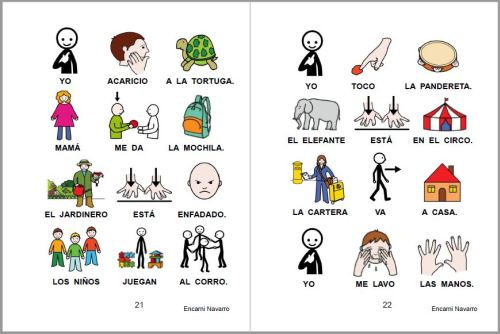 YO ACARICIO A LA TORTUGA.
MAMÁ ME DA LA MOCHILA.
EL JARDINERO ESTÁ ENFADADO.
LOS NIÑOS JUEGAN AL CORRO.
21 Encarni Navarro
YO TOCO LA PANDERETA.
EL ELEFANTE ESTÁ EN EL CIRCO.
LA CARTERA VA A CASA.
YO ME LAVO LAS MANOS.
22 Encarni Navarro